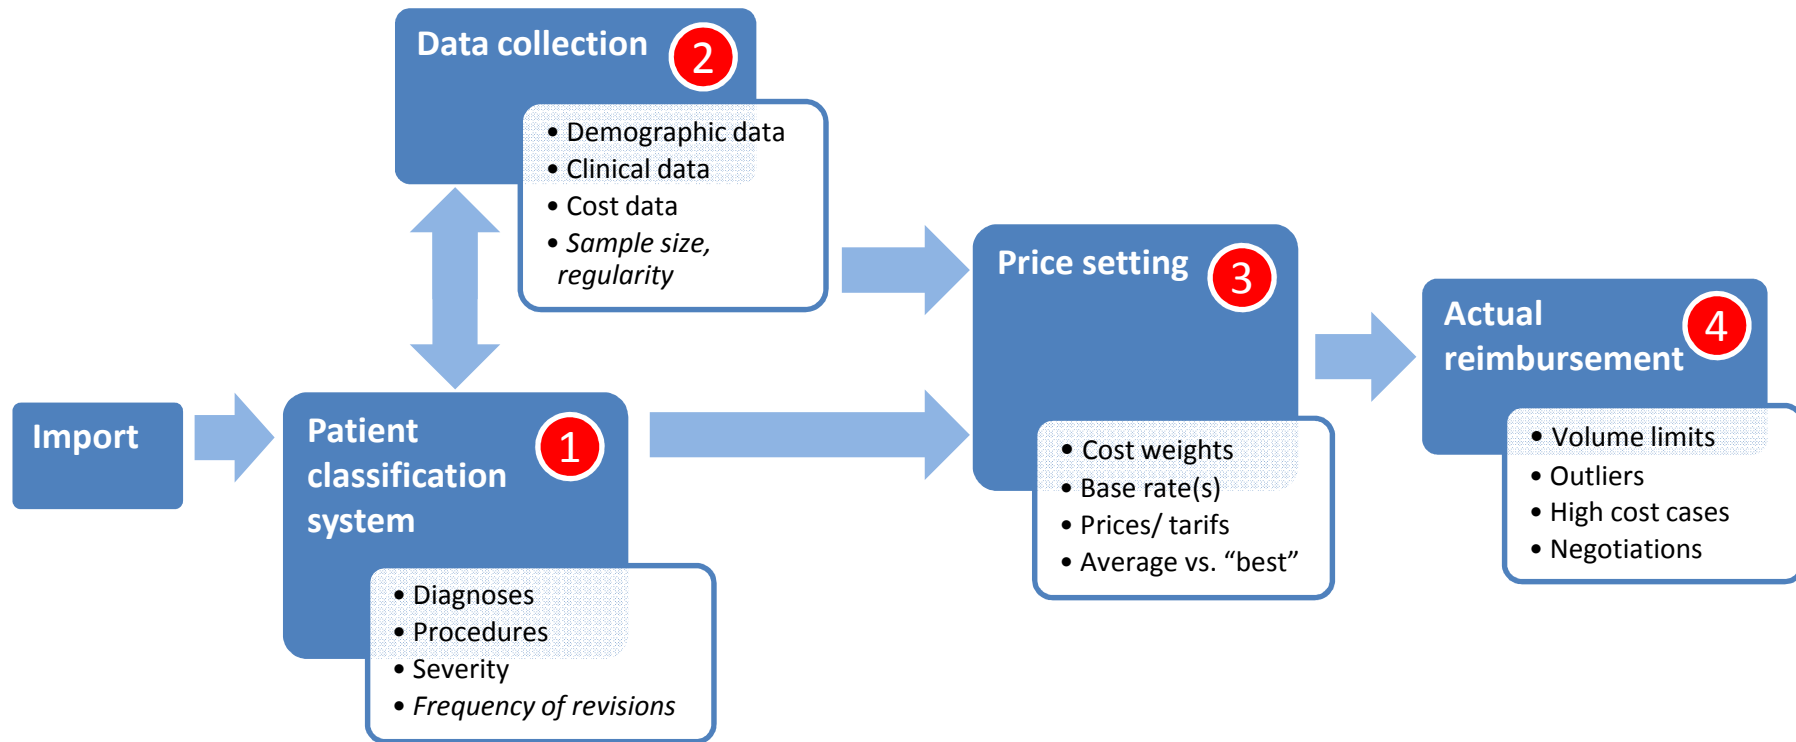 Data collection
2
• Demographic data
• Clinical data
• Cost data
• Sample size,
regularity
Import
Patient
classification
system
1
• Diagnoses
• Procedures
• Severity
• Frequency of revisions
Price setting
3
• Cost weights
• Base rate(s)
• Prices/ tarifs
• Average vs. “best”
Actual
reimbursement
4
• Volume limits
• Outliers
• High cost cases
• Negotiations